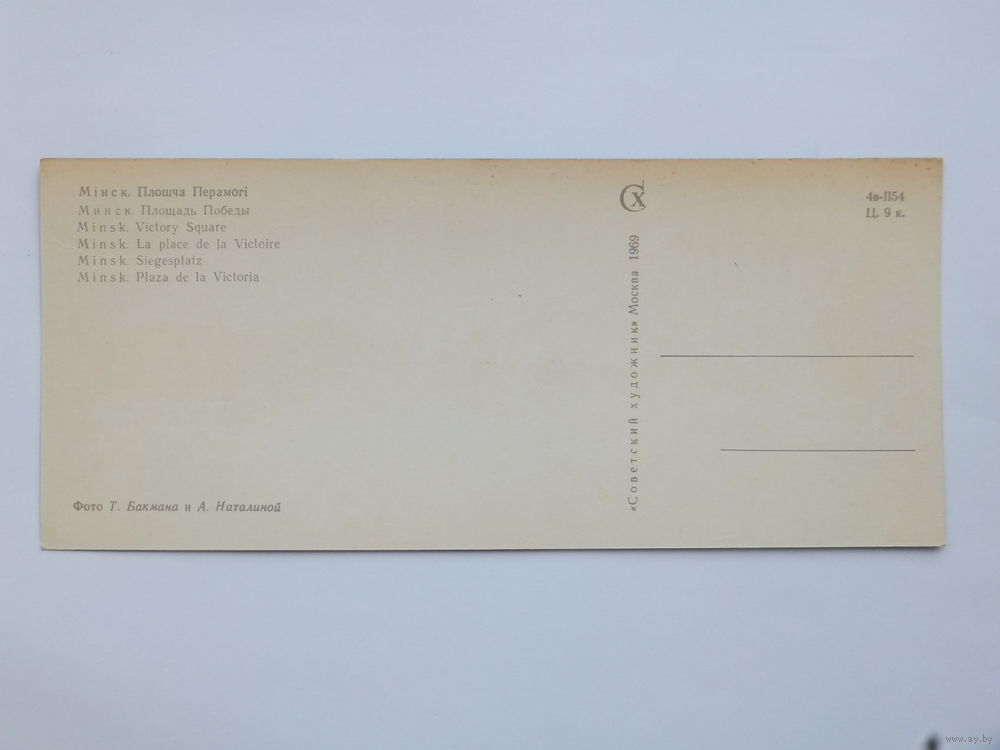 Мінск. Плошча Перамогі
Минск. Площадь Победы
Minsk. Victory Square
Minsk. La place de la Victoire
Minsk. Siegesplatz
Minsk. Plaza de la Victoria
Фото Т. Бакмана и А. Наталиной
СХ
«Советский художник» Москва 1969
4в-1154
Ц. 9 к.
www.ay.by